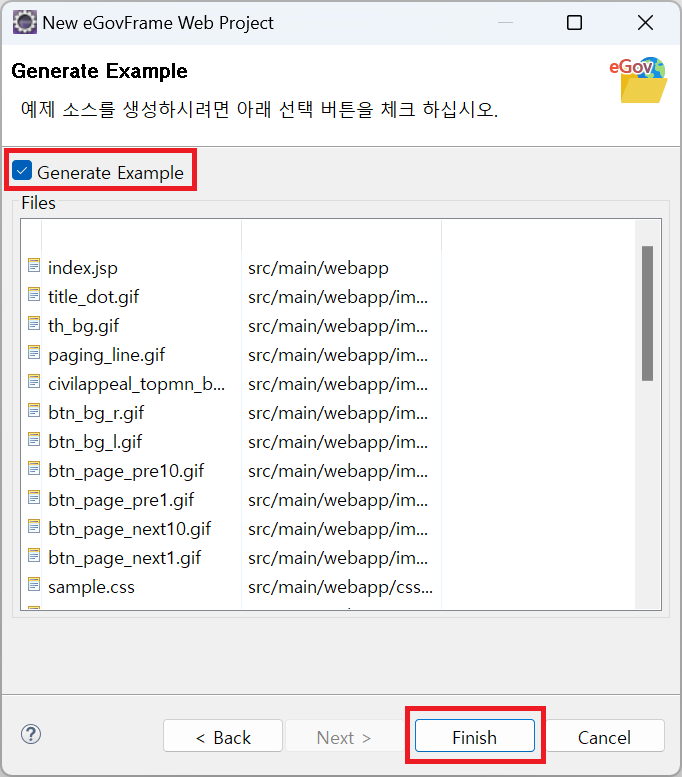 New eGovFrame Web Project
Generate Example
eGov
예제 소스를 생성하시려면 아래 선택 버튼을 체크 하십시오.
Generate Example
Files
index.jsp src/main/webapp
title_dot.gif src/main/webapp/im...
th_bg.gif src/main/webapp/im...
paging_line.gif src/main/webapp/im...
civilappeal_topmn_b... src/main/webapp/im...
btn_bg_r.gif src/main/webapp/im...
btn_bg_l.gif src/main/webapp/im...
btn_page_pre10.gif src/main/webapp/im...
btn_page_pre1.gif src/main/webapp/im...
btn_page_next10.gif src/main/webapp/im...
btn_page_next1.gif src/main/webapp/im...
sample.css src/main/webapp/css...
? < Back Next > Finish Cancel